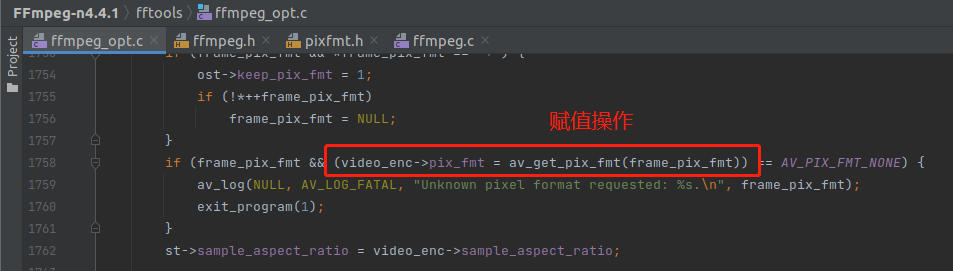 FFmpeg-n4.4.1 fftools ffmpeg_opt.c
ffmpeg_opt.c ffmpeg.h pixfmt.h ffmpeg.c
Project
1754 ost->keep_pix_fmt = 1;
1755 if (!*++frame_pix_fmt)
1756 frame_pix_fmt = NULL;
赋值操作
1757 }
1758 if (frame_pix_fmt && (video_enc->pix_fmt = av_get_pix_fmt(frame_pix_fmt)) == AV_PIX_FMT_NONE) {
1759 av_log(NULL, AV_LOG_FATAL, "Unknown pixel format requested: %s.\n", frame_pix_fmt);
1760 exit_program(1);
1761 }
1762 st->sample_aspect_ratio = video_enc->sample_aspect_ratio;